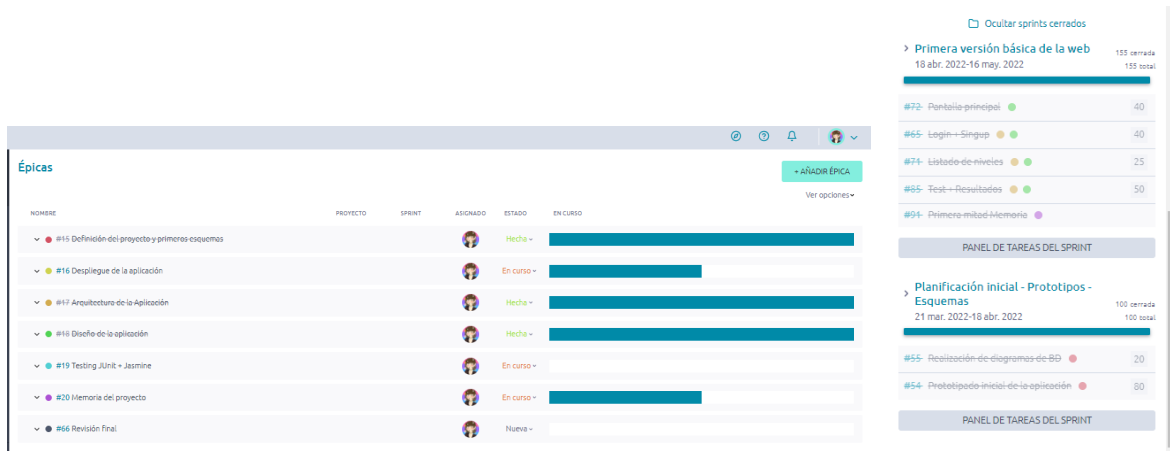 Épicas
+ AÑADIR ÉPICA
Ver opciones
NOMBRE PROYECTO SPRINT ASIGNADO ESTADO EN CURSO
#15 Definición del proyecto y primeros esquemas Hecha
#16 Despliegue de la aplicación En curso
#17 Arquitectura de la Aplicación Hecha
#18 Diseño de la aplicación Hecha
#19 Testing JUnit + Jasmine En curso
#20 Memoria del proyecto En curso
#66 Revisión final Nueva
Ocultar sprints cerrados
Primera versión básica de la web 155 cerrada
18 abr. 2022-16 may. 2022 155 total
#72 Pantalla principal 40
#65 Login + Singup 40
#71 Listado de niveles 25
#85 Test + Resultados 50
#91 Primera mitad Memoria
PANEL DE TAREAS DEL SPRINT
Planificación inicial - Prototipos -
Esquemas 100 cerrada
21 mar. 2022-18 abr. 2022 100 total
#55 Realización de diagramas de BD 20
#54 Prototipado inicial de la aplicación 80
PANEL DE TAREAS DEL SPRINT